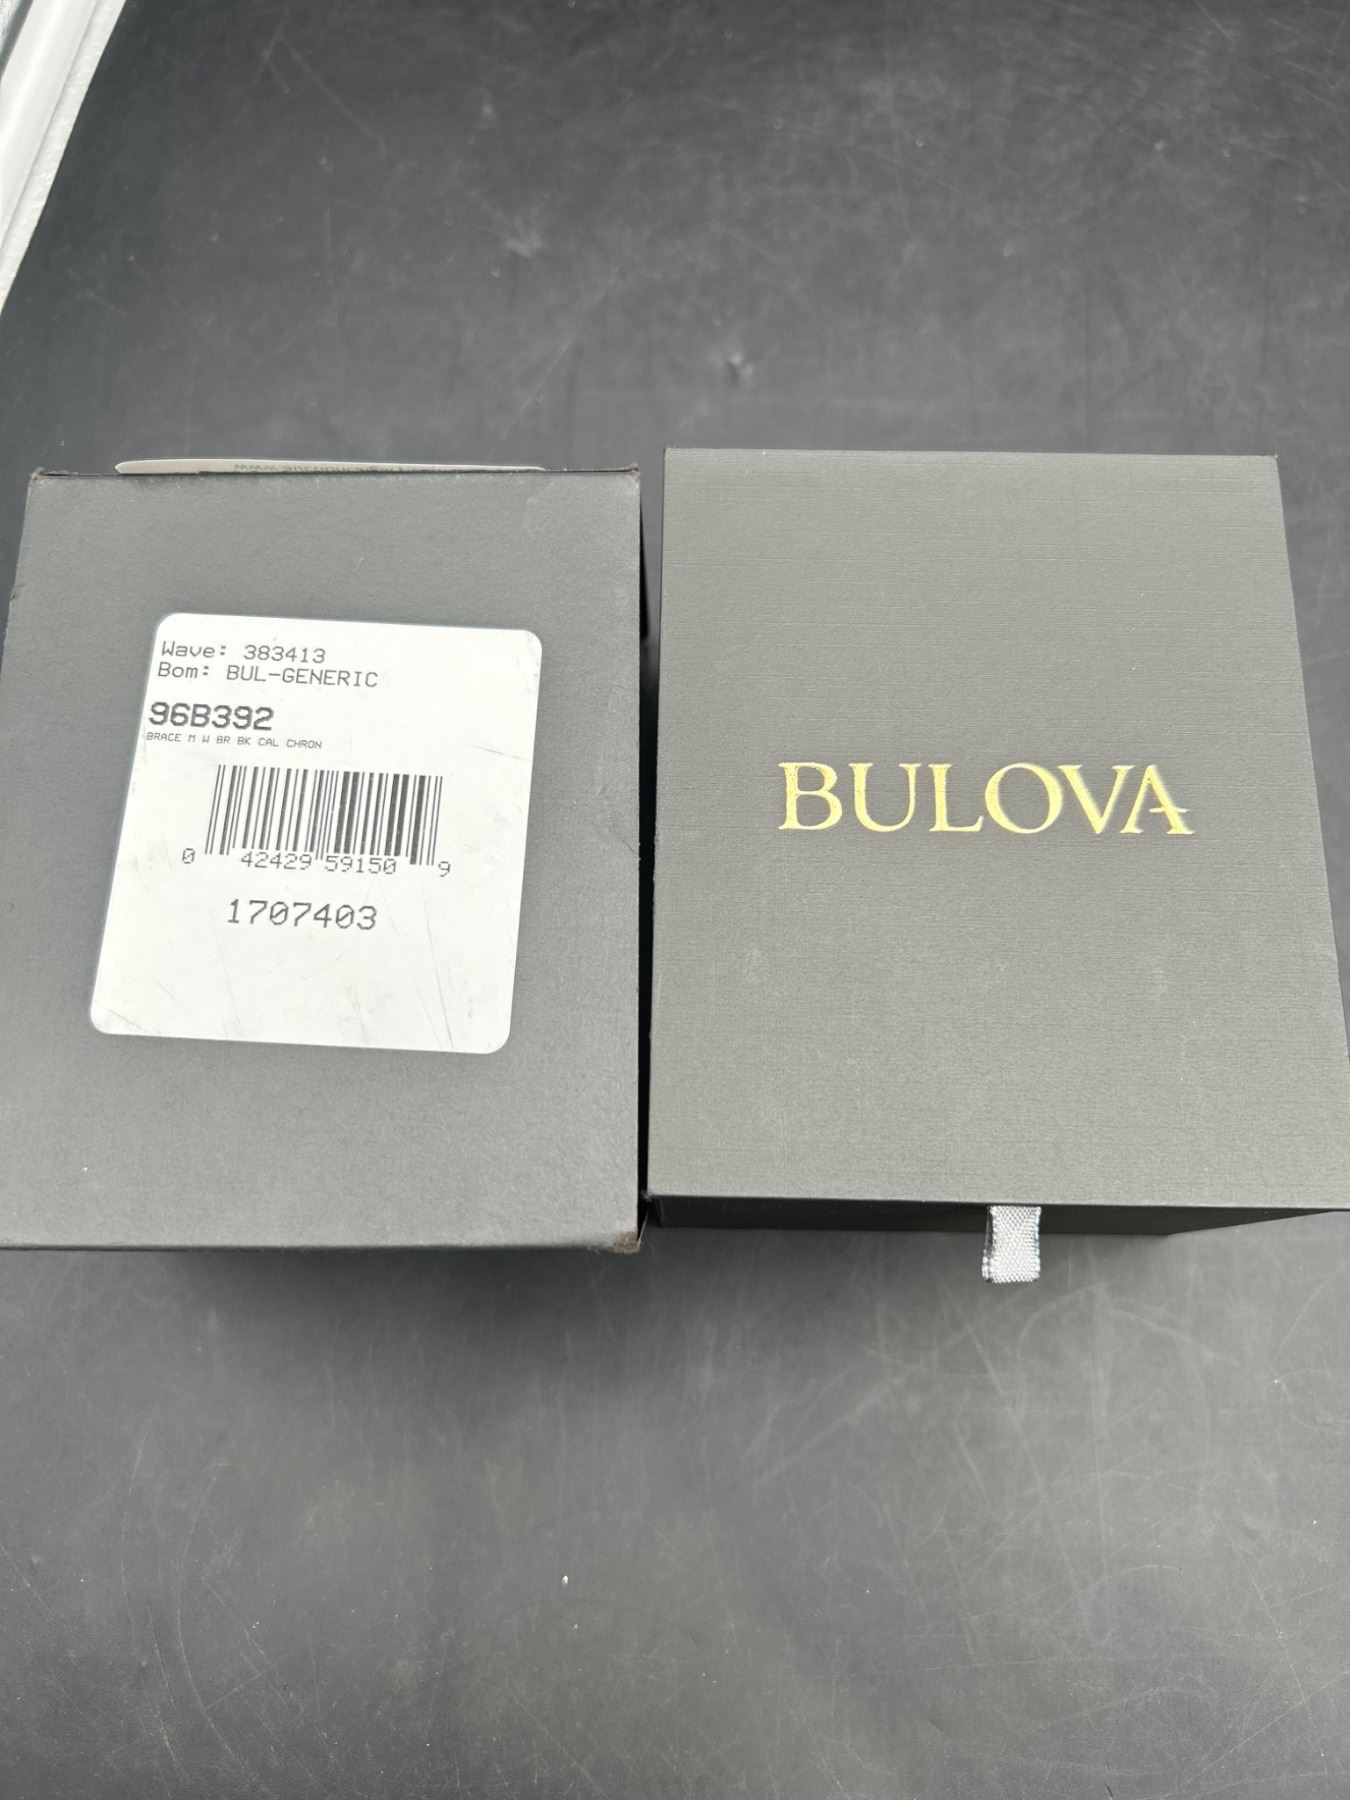 Wave: 383413
Bom: BUL-GENERIC
96B392
BRACE M W BR BK CAL CHRON
0 42429 59150 9
1707403
BULOVA